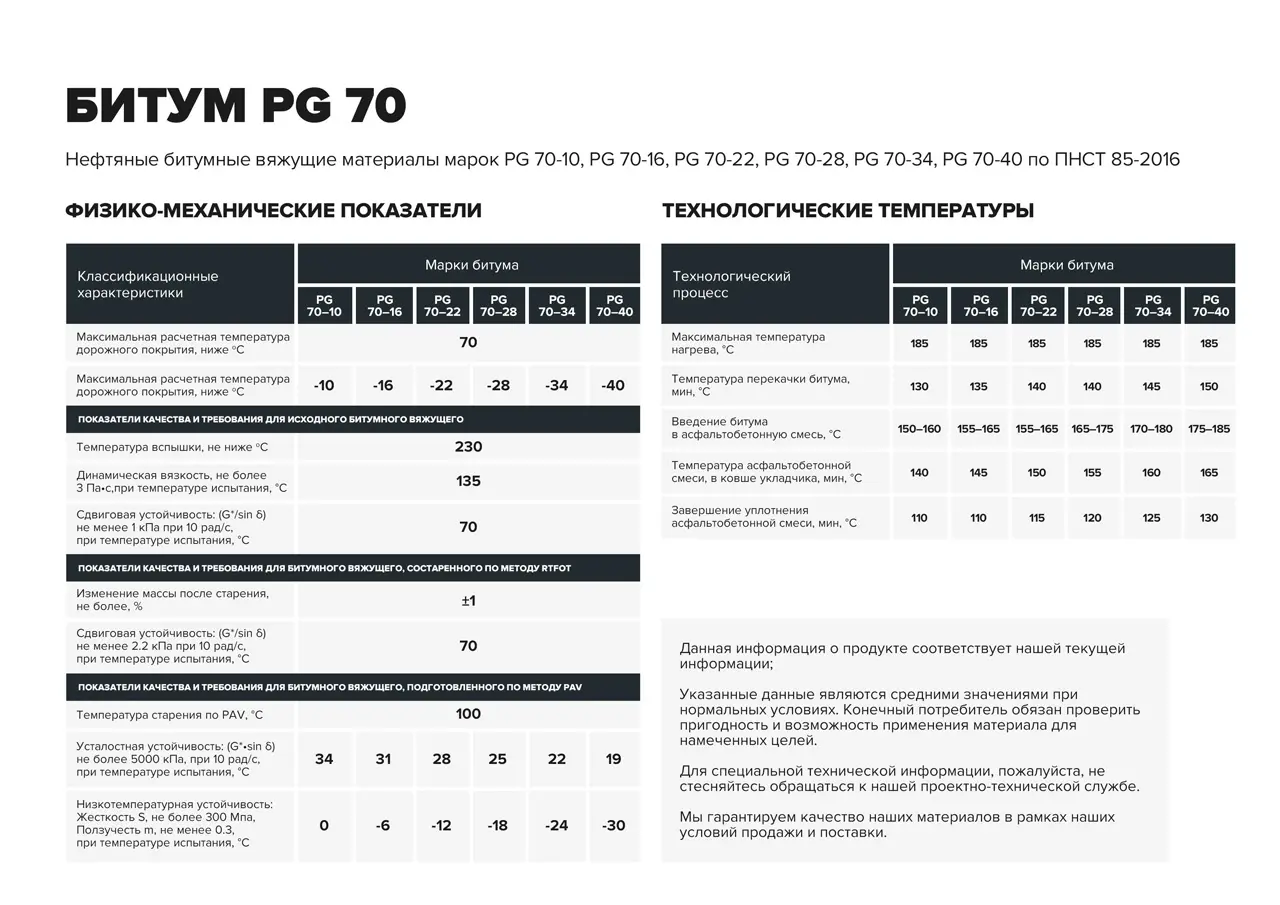 БИТУМ PG 70
Нефтяные битумные вяжущие материалы марок PG 70-10, PG 70-16, PG 70-22, PG 70-28, PG 70-34, PG 70-40 по ПНСТ 85-2016
ФИЗИКО-МЕХАНИЧЕСКИЕ ПОКАЗАТЕЛИ
Классификационные
характеристики
Марки битума
PG
70–10
PG
70–16
PG
70–22
PG
70–28
PG
70–34
PG
70–40
Максимальная расчетная температура
дорожного покрытия, ниже °С
70
Максимальная расчетная температура
дорожного покрытия, ниже °С
-10 -16 -22 -28 -34 -40
ПОКАЗАТЕЛИ КАЧЕСТВА И ТРЕБОВАНИЯ ДЛЯ ИСХОДНОГО БИТУМНОГО ВЯЖУЩЕГО
Температура вспышки, не ниже °С
230
Динамическая вязкость, не более
3 Па•с,при температуре испытания, °С
135
Сдвиговая устойчивость: (G*/sin δ)
не менее 1 кПа при 10 рад/с,
при температуре испытания, °С
70
ПОКАЗАТЕЛИ КАЧЕСТВА И ТРЕБОВАНИЯ ДЛЯ БИТУМНОГО ВЯЖУЩЕГО, СОСТАРЕННОГО ПО МЕТОДУ RTFOT
Изменение массы после старения,
не более, %
±1
Сдвиговая устойчивость: (G*/sin δ)
не менее 2.2 кПа при 10 рад/с,
при температуре испытания, °С
70
ПОКАЗАТЕЛИ КАЧЕСТВА И ТРЕБОВАНИЯ ДЛЯ БИТУМНОГО ВЯЖУЩЕГО, ПОДГОТОВЛЕННОГО ПО МЕТОДУ PAV
Температура старения по PAV, °С
100
Усталостная устойчивость: (G*•sin δ)
не более 5000 кПа, при 10 рад/с,
при температуре испытания, °С
34 31 28 25 22 19
Низкотемпературная устойчивость:
Жесткость S, не более 300 Мпа,
Ползучесть m, не менее 0.3,
при температуре испытания, °С
0 -6 -12 -18 -24 -30
ТЕХНОЛОГИЧЕСКИЕ ТЕМПЕРАТУРЫ
Технологический
процесс
Марки битума
PG
70–10
PG
70–16
PG
70–22
PG
70–28
PG
70–34
PG
70–40
Максимальная температура
нагрева, °С
185 185 185 185 185 185
Температура перекачки битума,
мин, °С
130 135 140 140 145 150
Введение битума
в асфальтобетонную смесь, °С
150–160 155–165 155–165 165–175 170–180 175–185
Температура асфальтобетонной
смеси, в ковше укладчика, мин, °С
140 145 150 155 160 165
Завершение уплотнения
асфальтобетонной смеси, мин, °С
110 110 115 120 125 130
Данная информация о продукте соответствует нашей текущей
информации;
Указанные данные являются средними значениями при
нормальных условиях. Конечный потребитель обязан проверить
пригодность и возможность применения материала для
намеченных целей.
Для специальной технической информации, пожалуйста, не
стесняйтесь обращаться к нашей проектно-технической службе.
Мы гарантируем качество наших материалов в рамках наших
условий продажи и поставки.